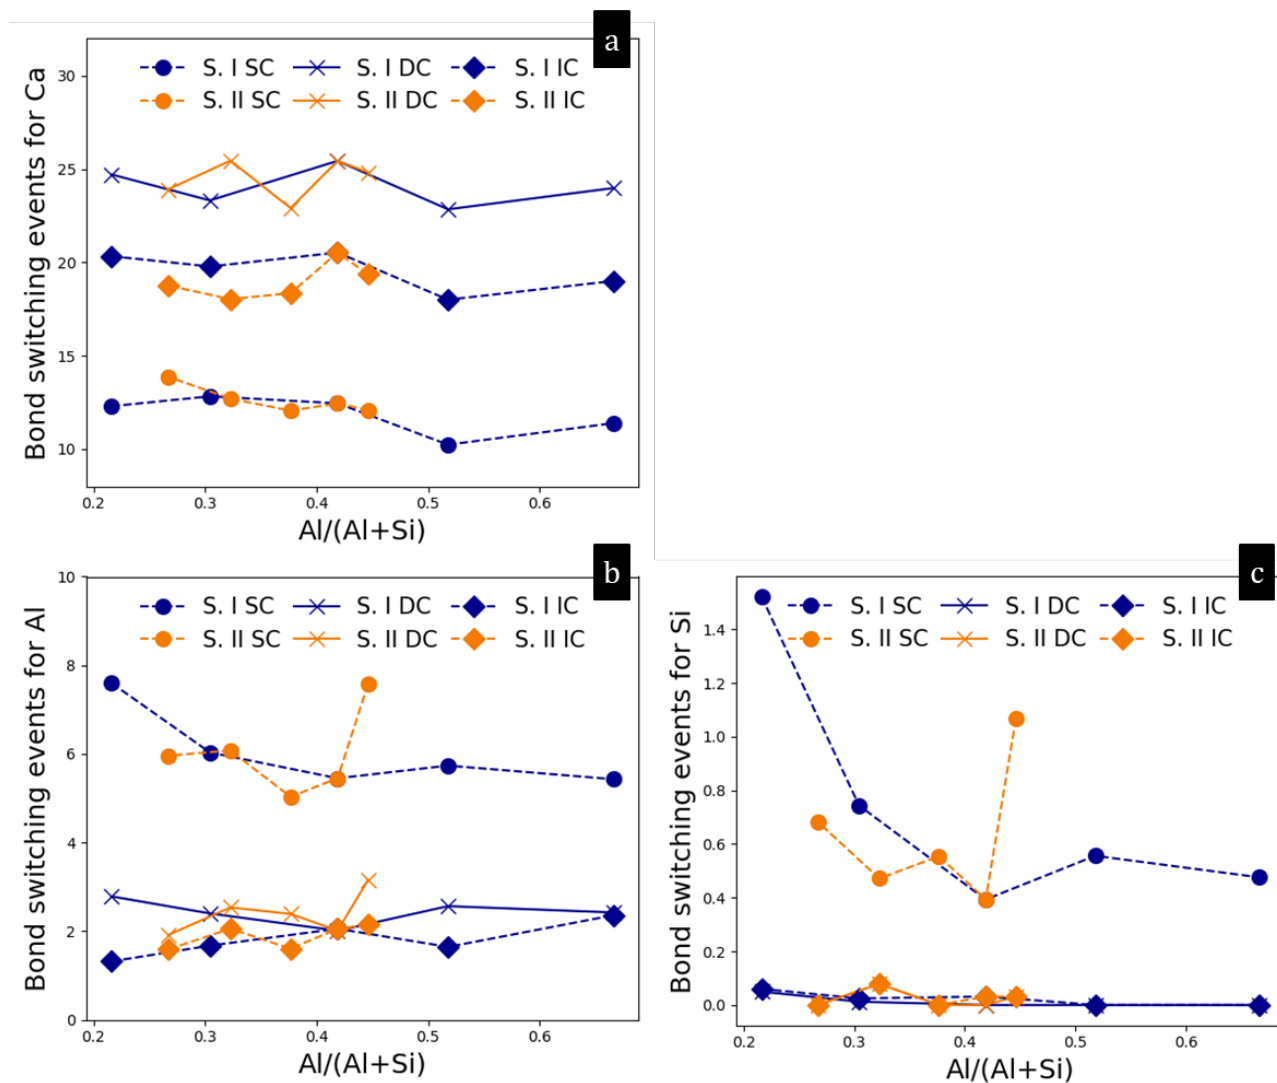 a
S. I SC S. I DC S. I IC
S. II SC S. II DC S. II IC
Bond switching events for Ca
30
25
20
15
10
0.2 0.3 0.4 0.5 0.6
Al/(Al+Si)
b
S. I SC S. I DC S. I IC
S. II SC S. II DC S. II IC
Bond switching events for Al
10
8
6
4
2
0
0.2 0.3 0.4 0.5 0.6
Al/(Al+Si)
c
S. I SC S. I DC S. I IC
S. II SC S. II DC S. II IC
Bond switching events for Si
1.4
1.2
1.0
0.8
0.6
0.4
0.2
0.0
0.2 0.3 0.4 0.5 0.6
Al/(Al+Si)